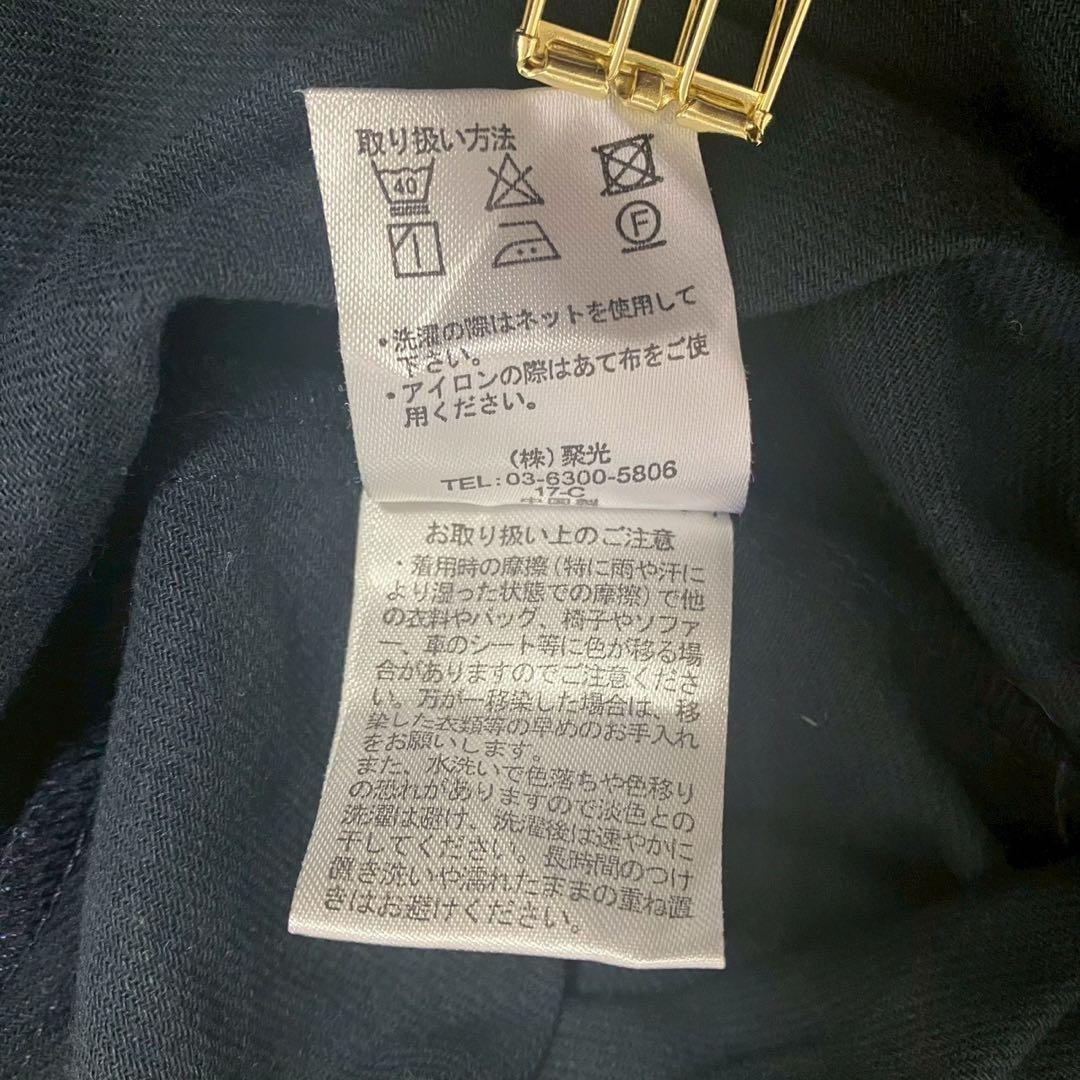 取り扱い方法
40
F
・洗濯の際はネットを使用して
下さい。
・アイロンの際はあて布をご使
用ください。
(株)聚光
TEL:03-6300-5806
17-C
お取り扱い上のご注意
・着用時の摩擦(特に雨や汗に
より湿った状態での摩擦)で他
の衣料やバッグ、椅子やソファ
ー、車のシート等に色が移る場
合がありますのでご注意くださ
い。万が一移染した場合は、移
染した衣類等の早めのお手入れ
をお願いします。
また、水洗いで色落ちや色移り
の恐れがありますので淡色との
洗濯は避け、洗濯後は速やかに
干してください。長時間のつけ
置き洗いや濡れたままの重ね置
きはお避けください。